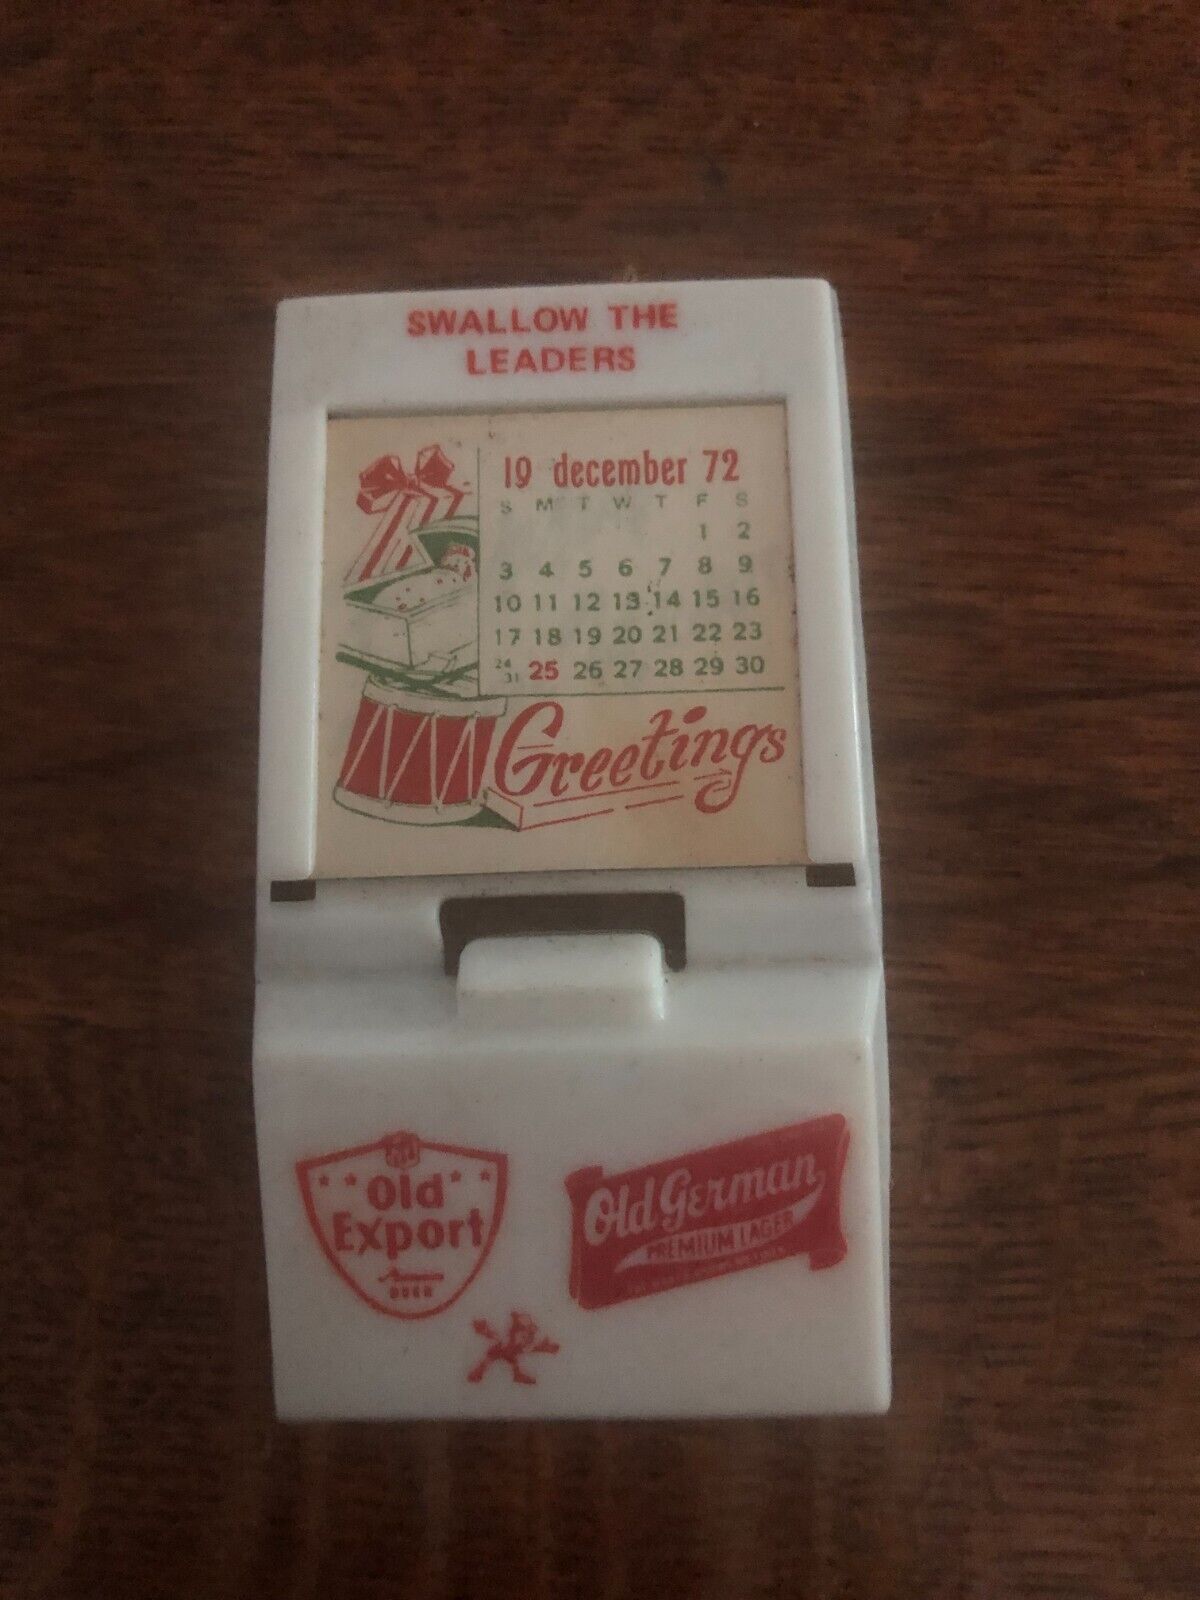 SWALLOW THE
LEADERS
19 december 72
S M T W T F S
1 2
3 4 5 6 7 8 9
10 11 12 13 14 15 16
17 18 19 20 21 22 23
24 31 25 26 27 28 29 30
Greetings
Old
Export
BEER
Old German
PREMIUM LAGER